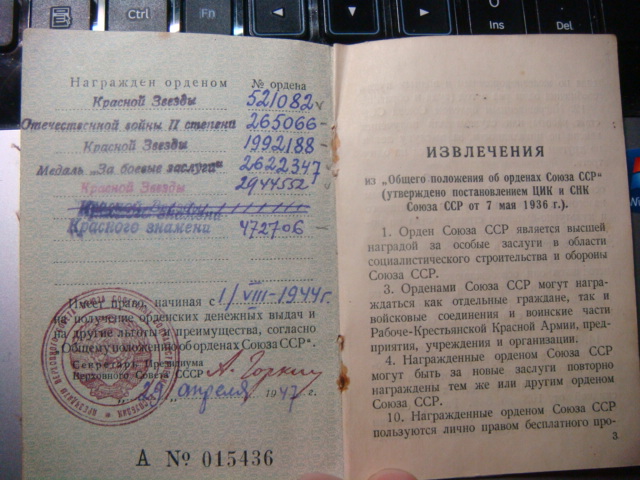 Ctrl
Fn
Alt
0
Ins
Del
Награжден орденом № ордена
Красной Звезды 521082 v
Отечественной войны II степени 265066 –
Красной Звезды 1992188 –
Медаль „За боевые заслуги" 2622347
Красной Звезды 2944552 v
Красного знамени 472706 –
Имеет право, начиная с 1/VIII-1944 г.
на получение орденских денежных выдач и
на другие льготы и преимущества, согласно
„Общему положению об орденах Союза ССР".
Секретарь Президиума
Верховного Совета СССР А. Горкин
„29" апреля 1947 г.
А № 015436
ИЗВЛЕЧЕНИЯ
из „Общего положения об орденах Союза ССР"
(утверждено постановлением ЦИК и СНК
Союза ССР от 7 мая 1936 г.).
1. Орден Союза ССР является высшей
наградой за особые заслуги в области
социалистического строительства и обороны
Союза ССР.
3. Орденами Союза ССР могут награ-
ждаться как отдельные граждане, так и
войсковые соединения и воинские части
Рабоче-Крестьянской Красной Армии, пред-
приятия, учреждения и организации.
4. Награжденные орденом Союза ССР
могут быть за новые заслуги повторно
награждены тем же или другим орденом
Союза ССР.
10. Награжденные орденом Союза ССР
пользуются лично правом бесплатного про-
3